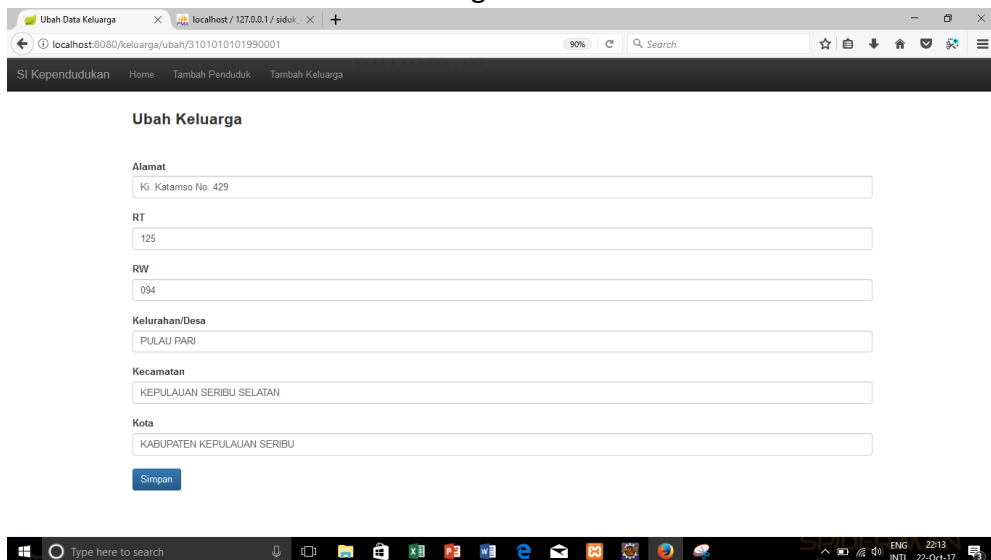 Ubah Data Keluarga
localhost / 127.0.0.1 / siduk_
localhost:8080/keluarga/ubah/3101010101990001
90%
Search
SI Kependudukan Home Tambah Penduduk Tambah Keluarga
Ubah Keluarga
Alamat
Ki. Katamso No. 429
RT
125
RW
094
Kelurahan/Desa
PULAU PARI
Kecamatan
KEPULAUAN SERIBU SELATAN
Kota
KABUPATEN KEPULAUAN SERIBU
Simpan
Type here to search
ENG 22:13
INTL 22-Oct-17